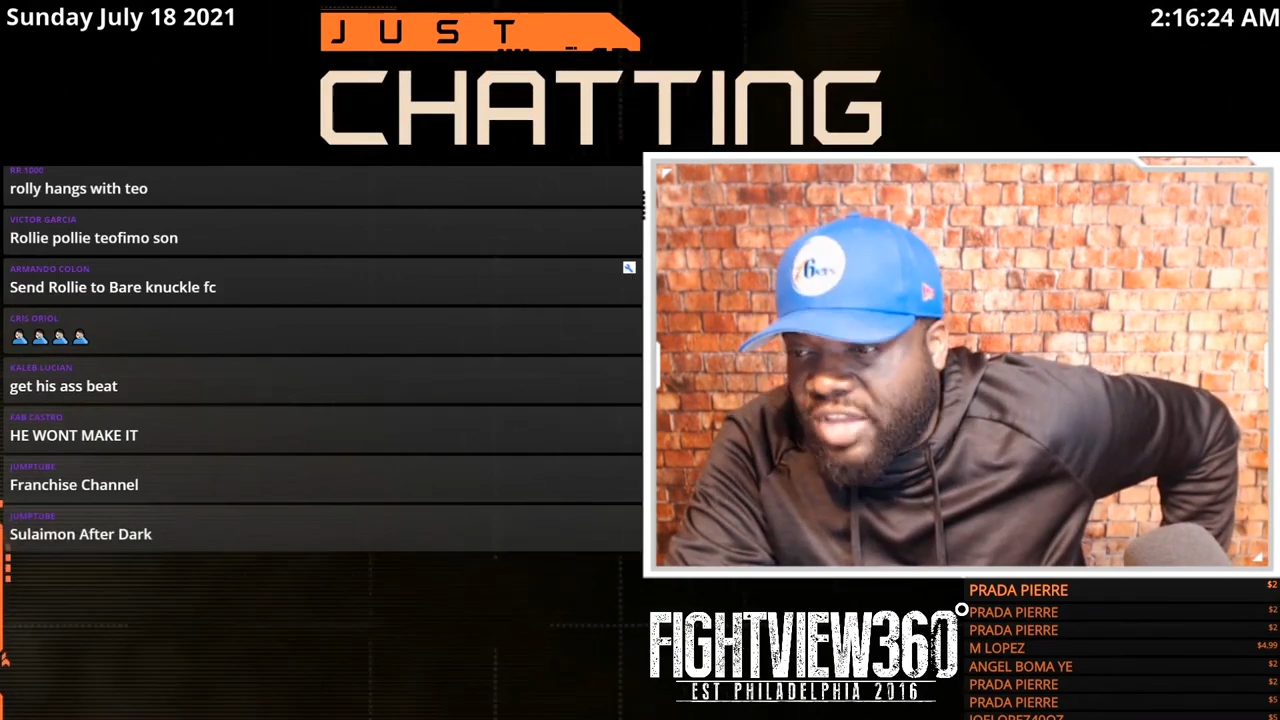 Sunday July 18 2021
2:16:24 AM
JUST
CHATTING
RR 1000
rolly hangs with teo
VICTOR GARCIA
Rollie pollie teofimo son
ARMANDO COLON
Send Rollie to Bare knuckle fc
CRIS ORIOL
KALEB LUCIAN
get his ass beat
FAB CASTRO
HE WONT MAKE IT
JUMPTUBE
Franchise Channel
JUMPTUBE
Sulaimon After Dark
76ers
FIGHTVIEW360°
EST PHILADELPHIA 2016
PRADA PIERRE $2
PRADA PIERRE $2
PRADA PIERRE $2
M LOPEZ $4.99
ANGEL BOMA YE $2
PRADA PIERRE $2
PRADA PIERRE $5